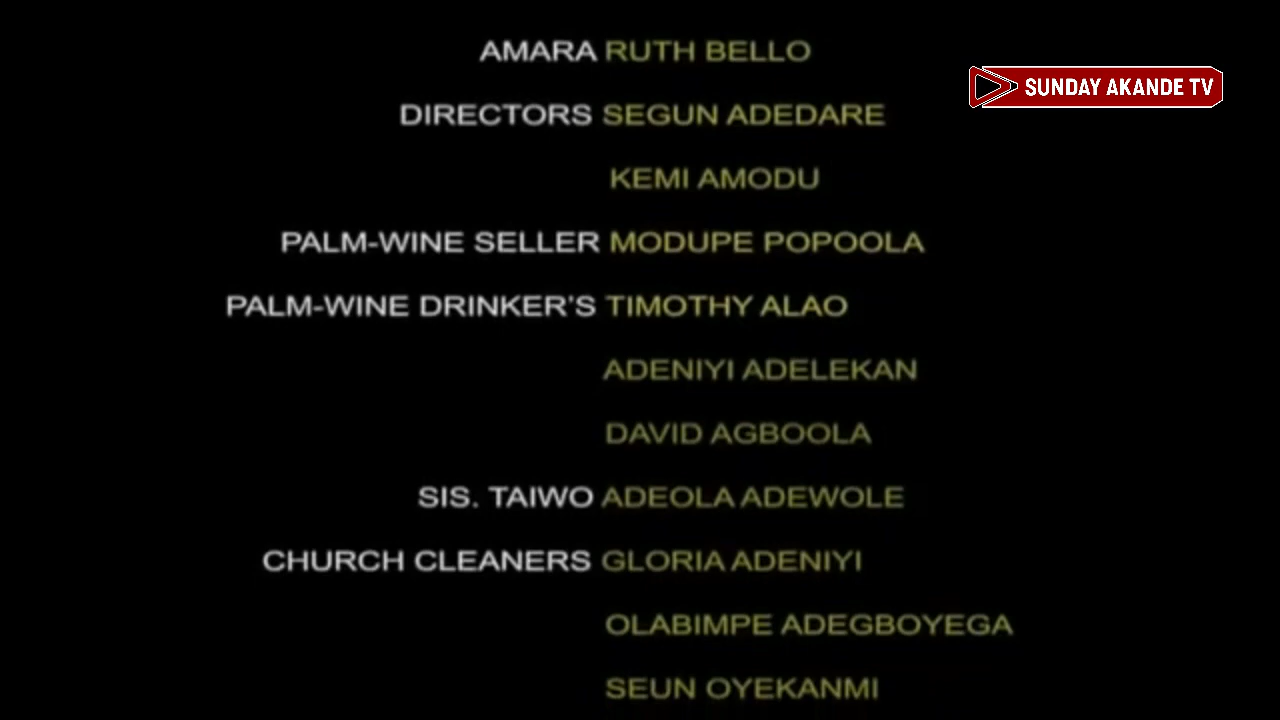 AMARA RUTH BELLO
SUNDAY AKANDE TV
DIRECTORS SEGUN ADEDARE
KEMI AMODU
PALM-WINE SELLER MODUPE POPOOLA
PALM-WINE DRINKER'S TIMOTHY ALAO
ADENIYI ADELEKAN
DAVID AGBOOLA
SIS. TAIWO ADEOLA ADEWOLE
CHURCH CLEANERS GLORIA ADENIYI
OLABIMPE ADEGBOYEGA
SEUN OYEKANMI